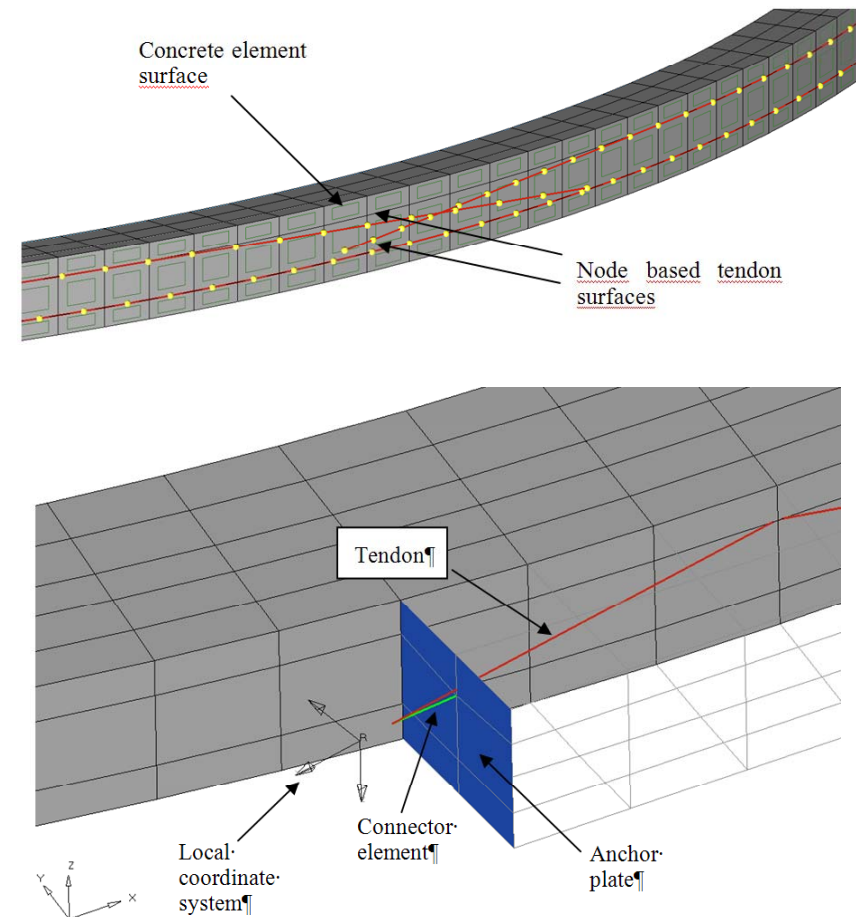 Concrete element
surface
Node based tendon
surfaces
Tendon¶
R
Local·
coordinate·
system¶
Connector·
element¶
Anchor·
plate¶
Y
Z
X